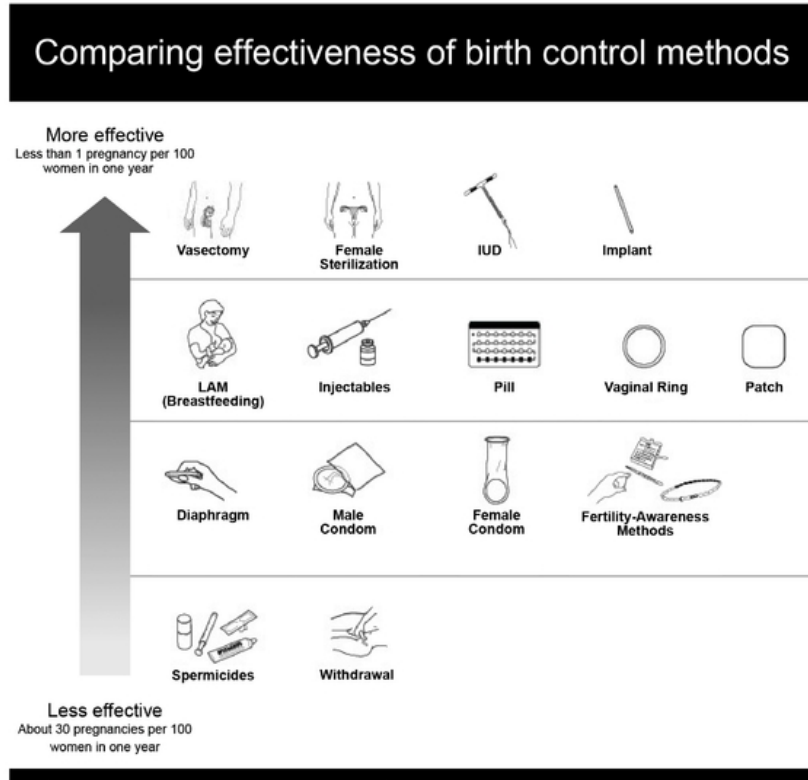 Comparing effectiveness of birth control methods
More effective
Less than 1 pregnancy per 100
women in one year
Vasectomy
Female
Sterilization
IUD
Implant
LAM
(Breastfeeding)
Injectables
Pill
Vaginal Ring
Patch
Diaphragm
Male
Condom
Female
Condom
Fertility-Awareness
Methods
Spermicides
Withdrawal
Less effective
About 30 pregnancies per 100
women in one year